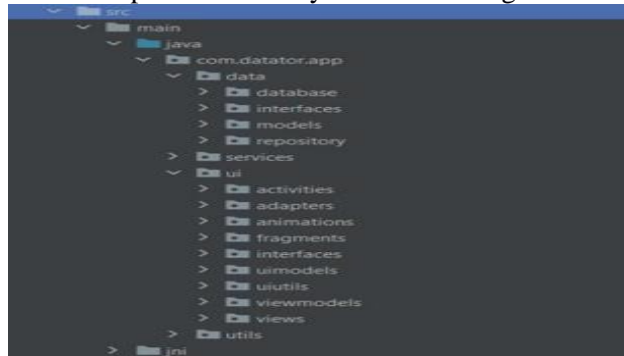 src
main
java
com.datator.app
data
database
interfaces
models
repository
services
ui
activities
adapters
animations
fragments
interfaces
uimodels
uiutils
viewmodels
views
utils
jni